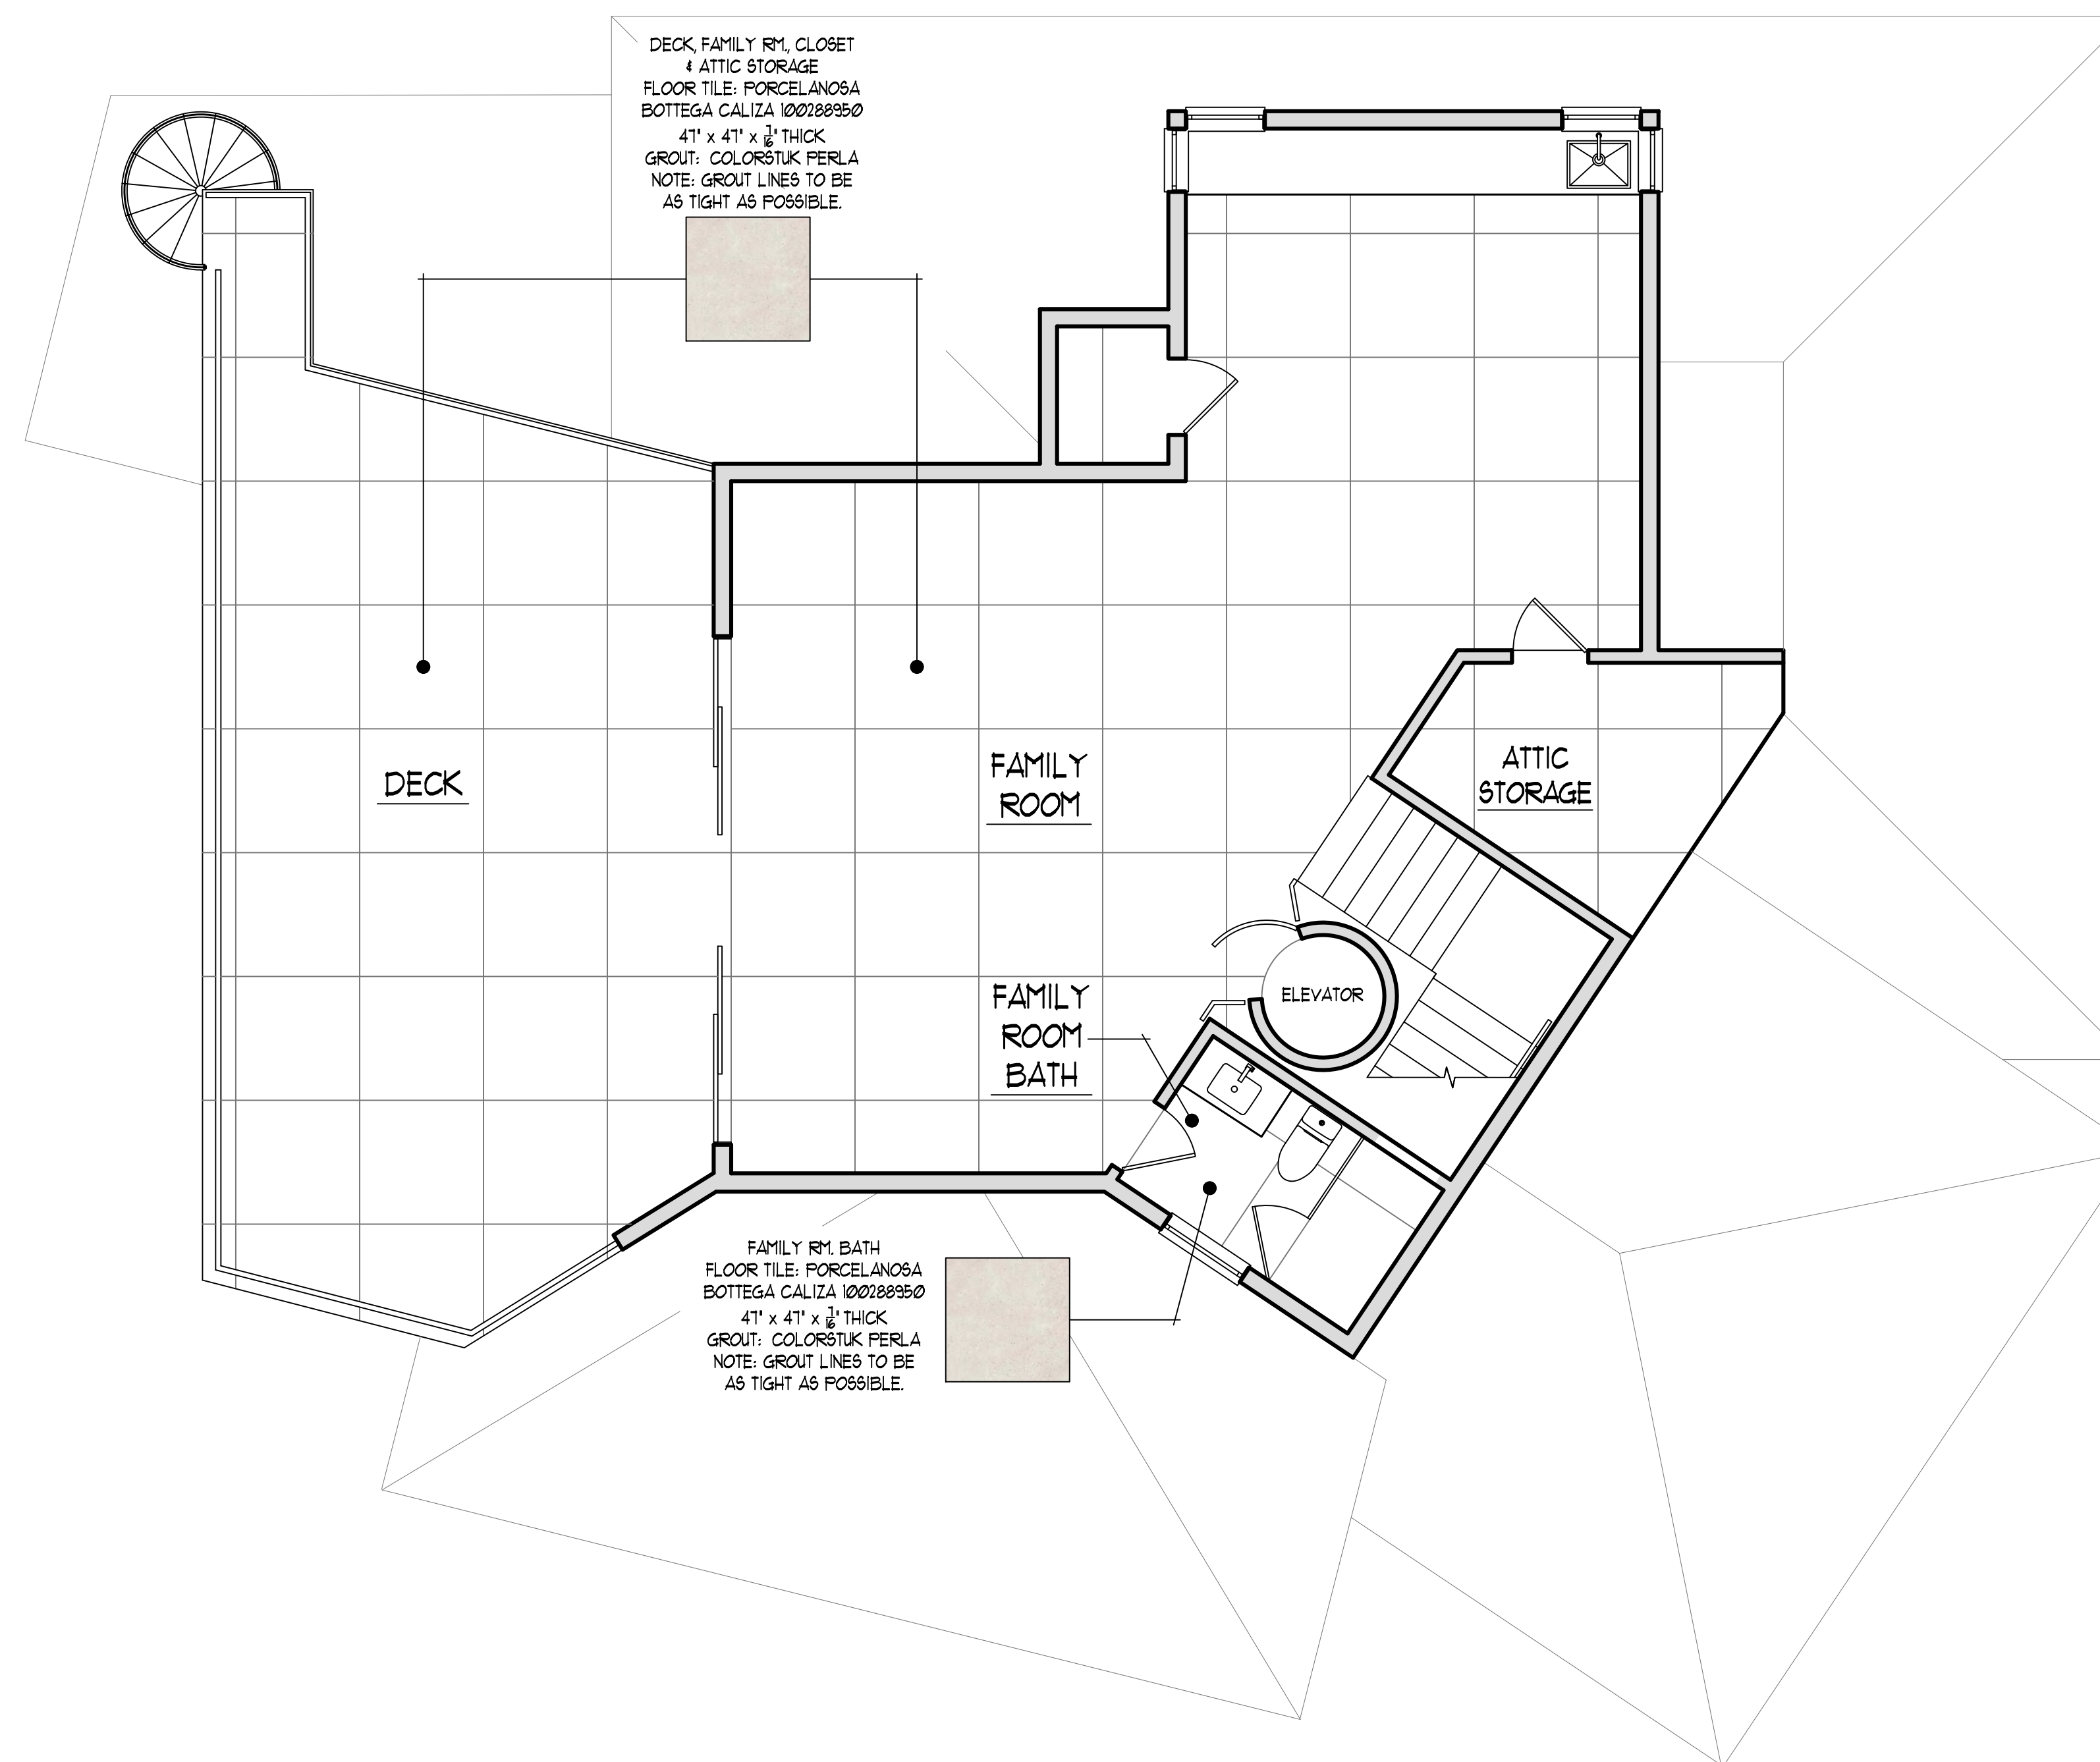 DECK, FAMILY RM., CLOSET
& ATTIC STORAGE
FLOOR TILE: PORCELANOSA
BOTTEGA CALIZA 100288950
47" x 47" x 7/16" THICK
GROUT: COLORSTUK PERLA
NOTE: GROUT LINES TO BE
AS TIGHT AS POSSIBLE.
DECK
FAMILY
ROOM
ATTIC
STORAGE
ELEVATOR
FAMILY
ROOM
BATH
FAMILY RM. BATH
FLOOR TILE: PORCELANOSA
BOTTEGA CALIZA 100288950
47" x 47" x 7/16" THICK
GROUT: COLORSTUK PERLA
NOTE: GROUT LINES TO BE
AS TIGHT AS POSSIBLE.